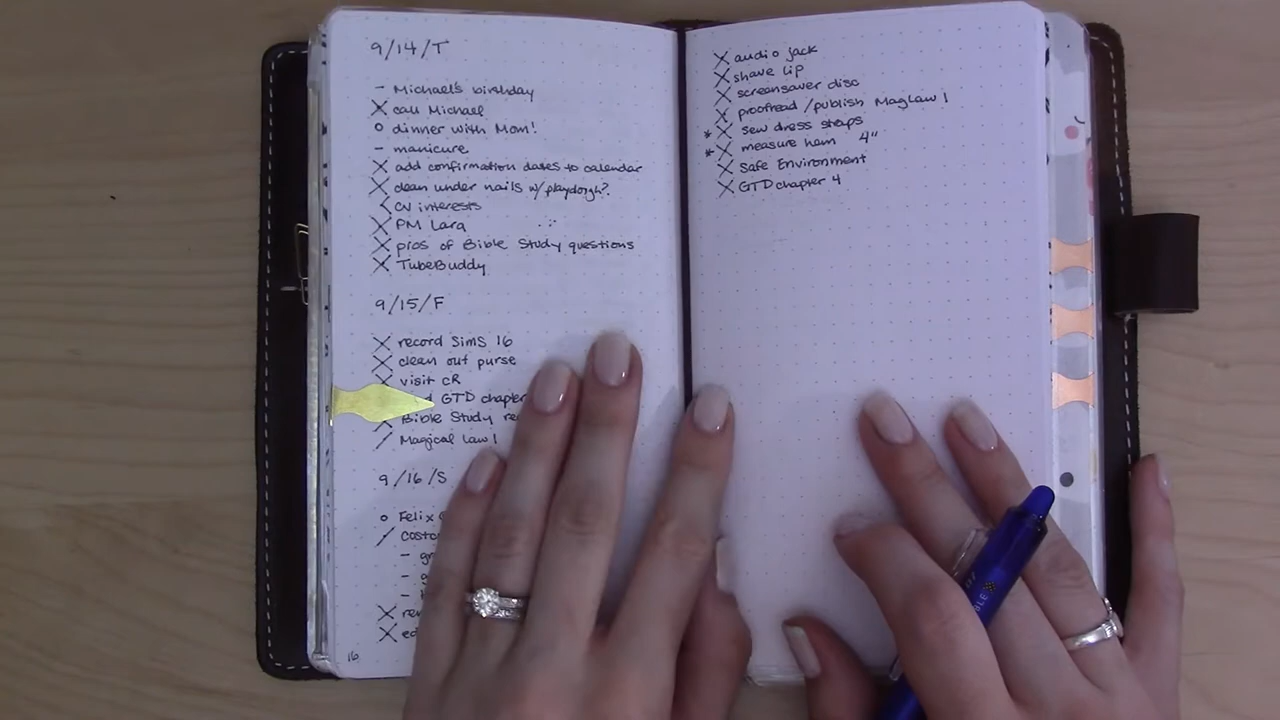 9/14/T
- Michael's birthday
X call Michael
o dinner with Mom!
- manicure
X add confirmation dates to calendar
X clean under nails w/playdough?
< CV interests
X PM Lara
X pros of Bible Study questions
X TubeBuddy
9/15/F
X record Sims 16
X clean out purse
X visit CR
GTD chapter
Bible Study
/ Magical Law 1
9/16/S
o Felix
/
-
-
-
X
X
16
X audio jack
X shave lip
X screensaver disc
X proofread/publish MagLaw 1
* X sew dress straps
* X measure hem 4"
X Safe Environment
X GTD chapter 4